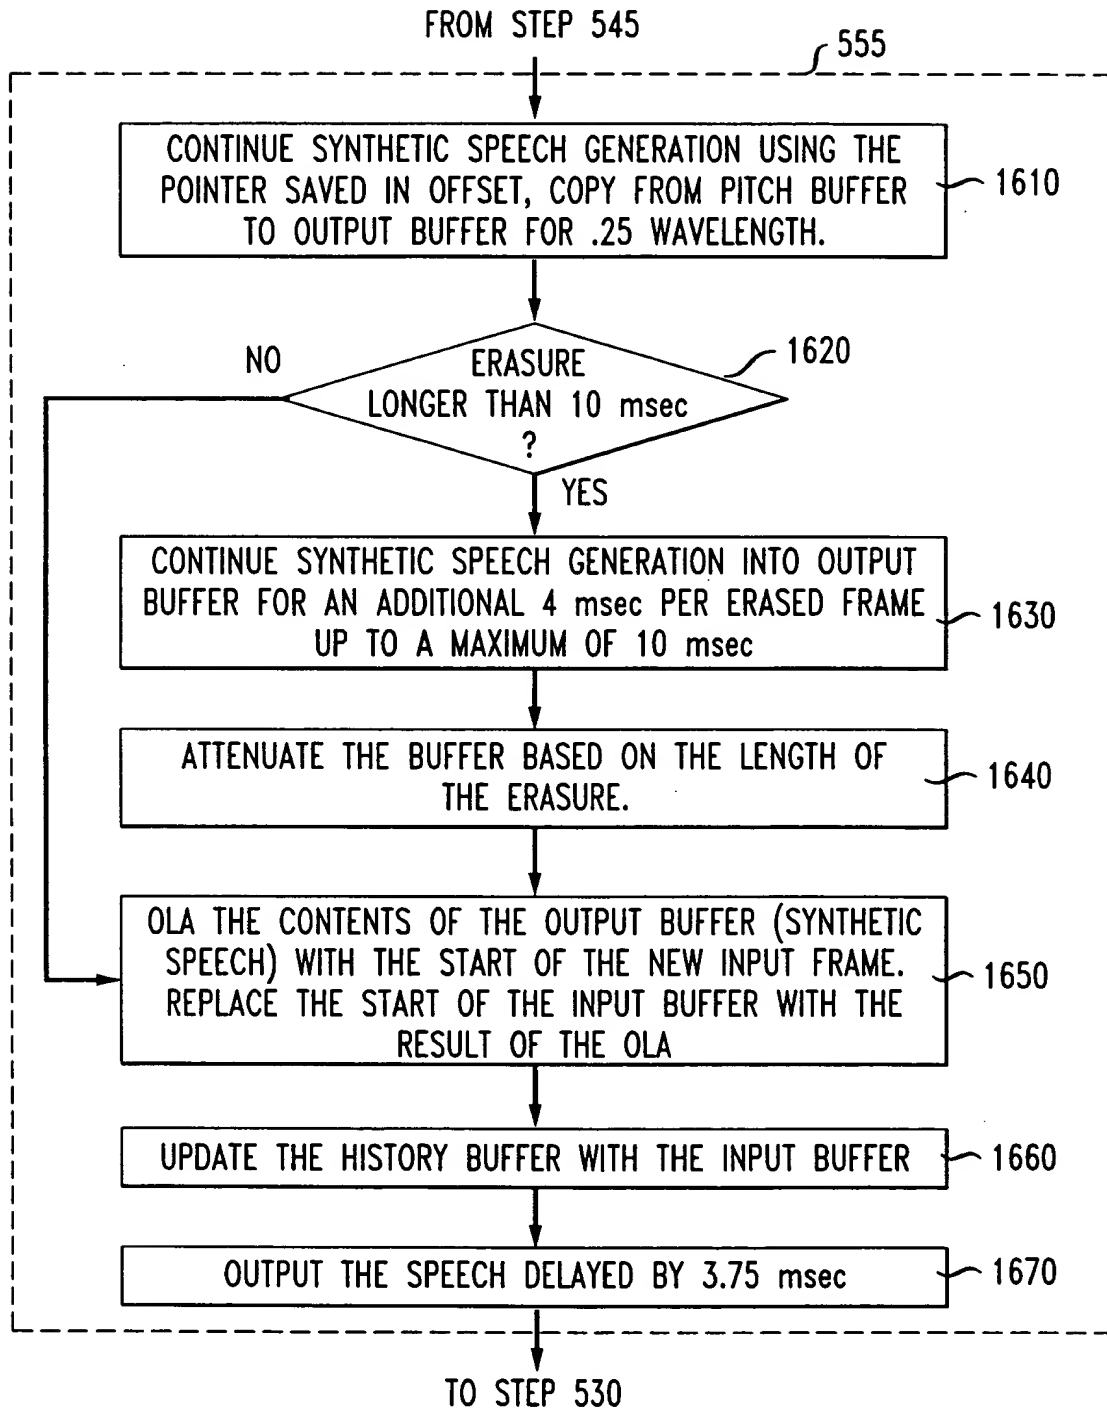 FROM STEP 545
555
CONTINUE SYNTHETIC SPEECH GENERATION USING THE
POINTER SAVED IN OFFSET, COPY FROM PITCH BUFFER
TO OUTPUT BUFFER FOR .25 WAVELENGTH.
1610
NO
ERASURE
LONGER THAN 10 msec
?
1620
YES
CONTINUE SYNTHETIC SPEECH GENERATION INTO OUTPUT
BUFFER FOR AN ADDITIONAL 4 msec PER ERASED FRAME
UP TO A MAXIMUM OF 10 msec
1630
ATTENUATE THE BUFFER BASED ON THE LENGTH OF
THE ERASURE.
1640
OLA THE CONTENTS OF THE OUTPUT BUFFER (SYNTHETIC
SPEECH) WITH THE START OF THE NEW INPUT FRAME.
REPLACE THE START OF THE INPUT BUFFER WITH THE
RESULT OF THE OLA
1650
UPDATE THE HISTORY BUFFER WITH THE INPUT BUFFER
1660
OUTPUT THE SPEECH DELAYED BY 3.75 msec
1670
TO STEP 530